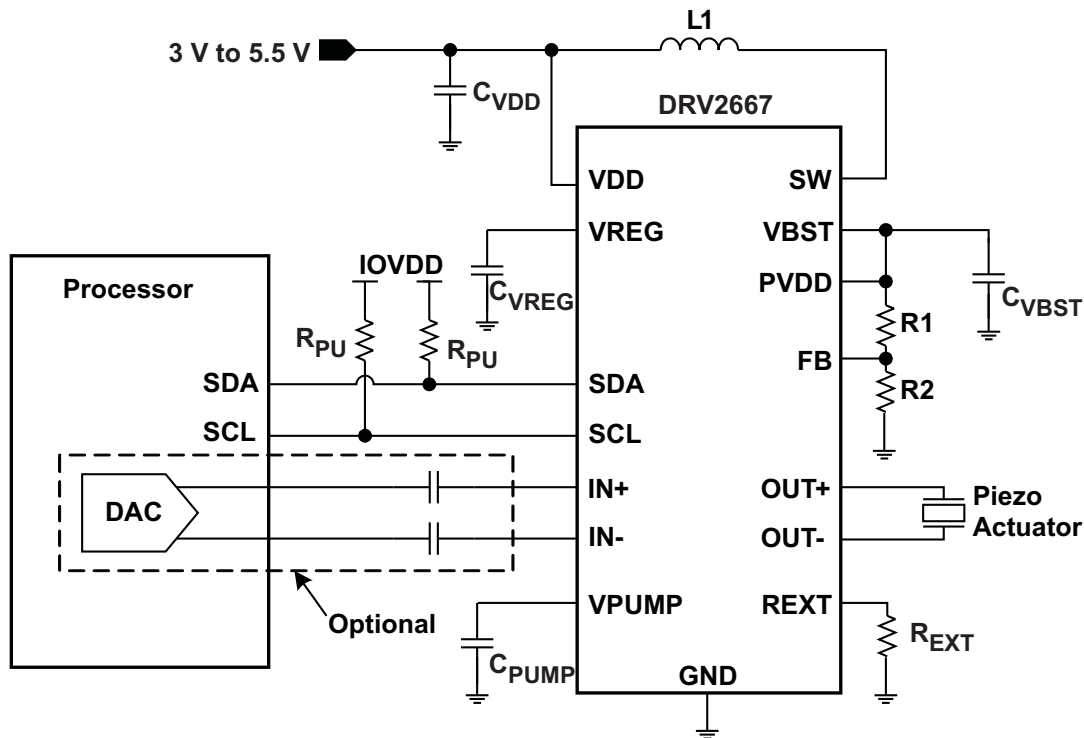 L1
3 V to 5.5 V
CVDD
DRV2667
VDD
SW
VREG
VBST
IOVDD
CVREG
PVDD
CVBST
Processor
RPU
RPU
R1
FB
SDA
SDA
R2
SCL
SCL
DAC
IN+
OUT+
Piezo
Actuator
IN-
OUT-
Optional
VPUMP
REXT
REXT
CPUMP
GND